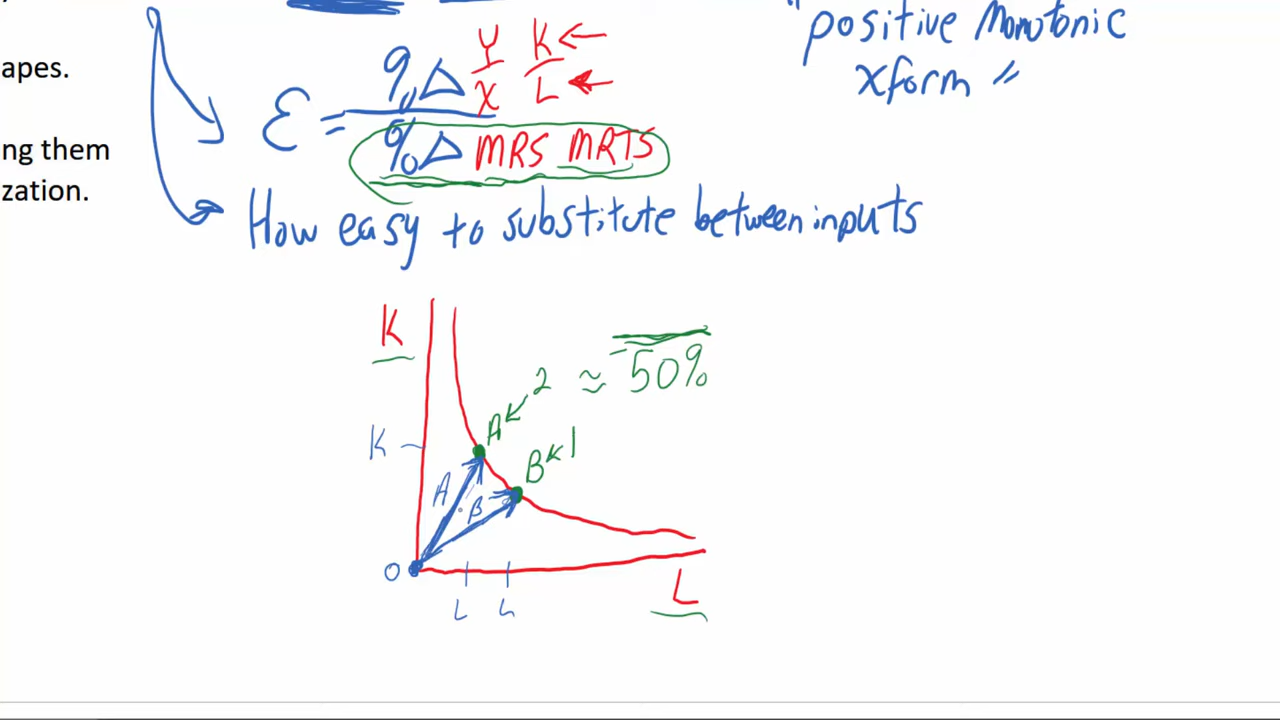 positive Monotonic
xform "
apes.
ε = %Δ Y/X K/L
%Δ MRS MRTS
ng them
zation.
How easy to substitute between inputs
K
2 ≈ -50%
A
B 1
K
A
B
O
L L
L